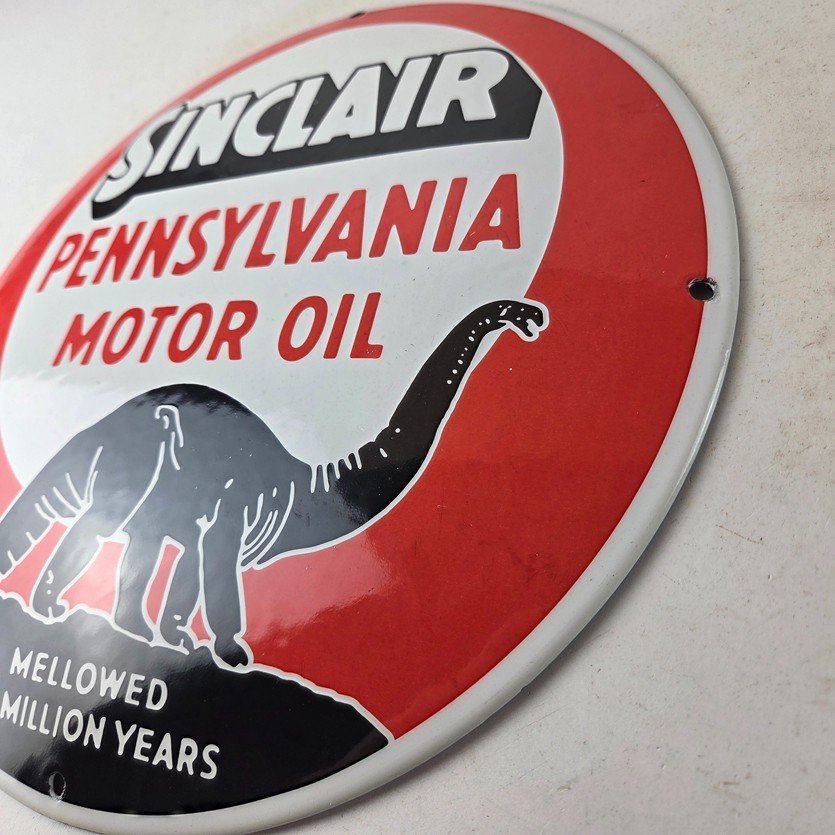 SINCLAIR
PENNSYLVANIA
MOTOR OIL
MELLOWED
MILLION YEARS